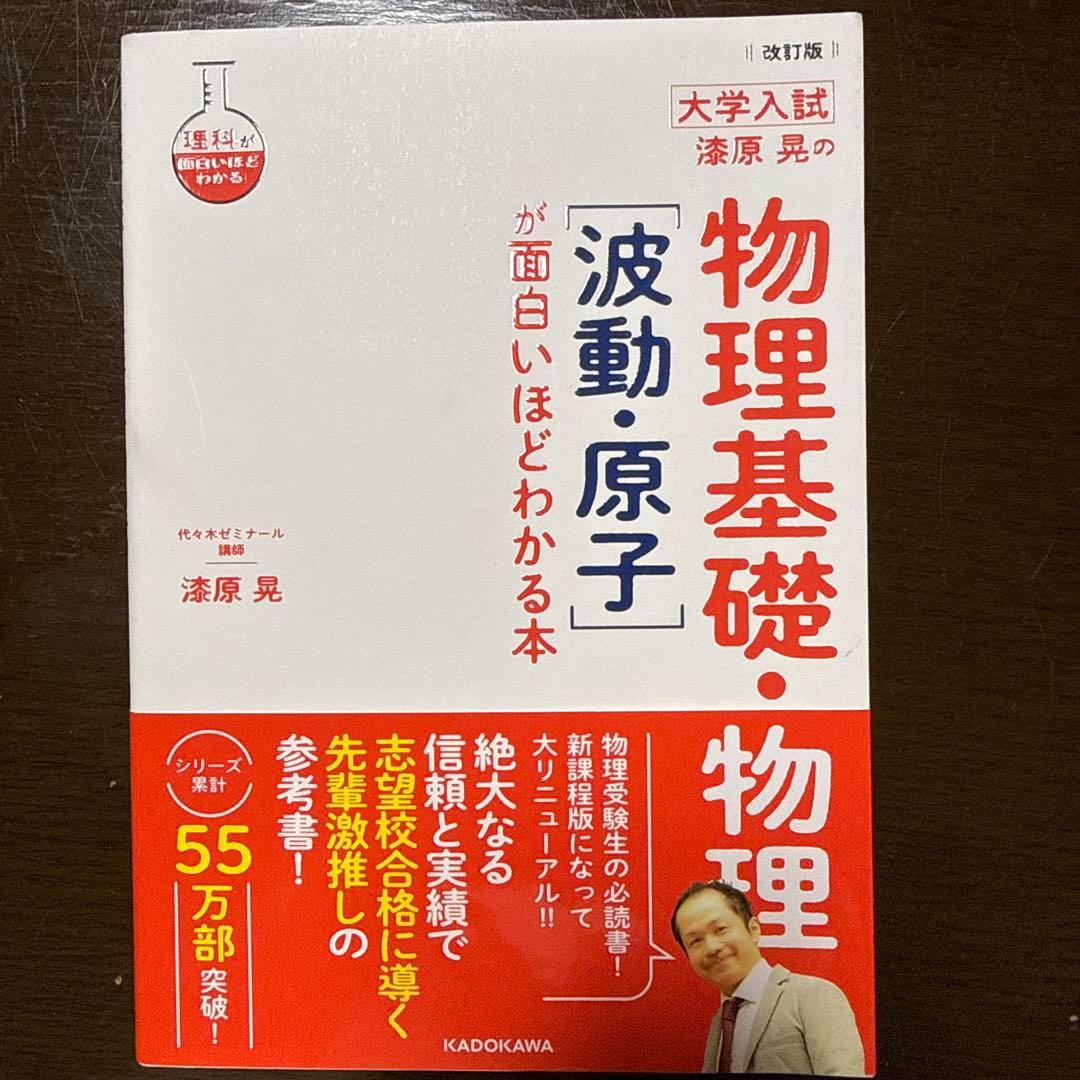 改訂版
大学入試
漆原 晃の
物理基礎・物理
[波動・原子]
が面白いほどわかる本
理科が
面白いほど
わかる
代々木ゼミナール
講師
漆原 晃
物理受験生の必読書!
新課程版になって
大リニューアル!!
絶大なる
信頼と実績で
志望校合格に導く
先輩激推しの
参考書!
シリーズ
累計
55
万部
突破!
KADOKAWA